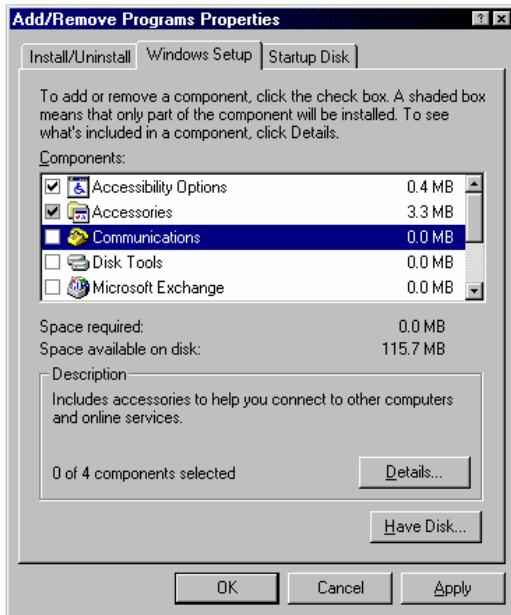 Add/Remove Programs Properties
Install/Uninstall Windows Setup Startup Disk
To add or remove a component, click the check box. A shaded box
means that only part of the component will be installed. To see
what's included in a component, click Details.
Components:
Accessibility Options 0.4 MB
Accessories 3.3 MB
Communications 0.0 MB
Disk Tools 0.0 MB
Microsoft Exchange 0.0 MB
Space required: 0.0 MB
Space available on disk: 115.7 MB
Description
Includes accessories to help you connect to other computers
and online services.
0 of 4 components selected Details...
Have Disk...
OK Cancel Apply